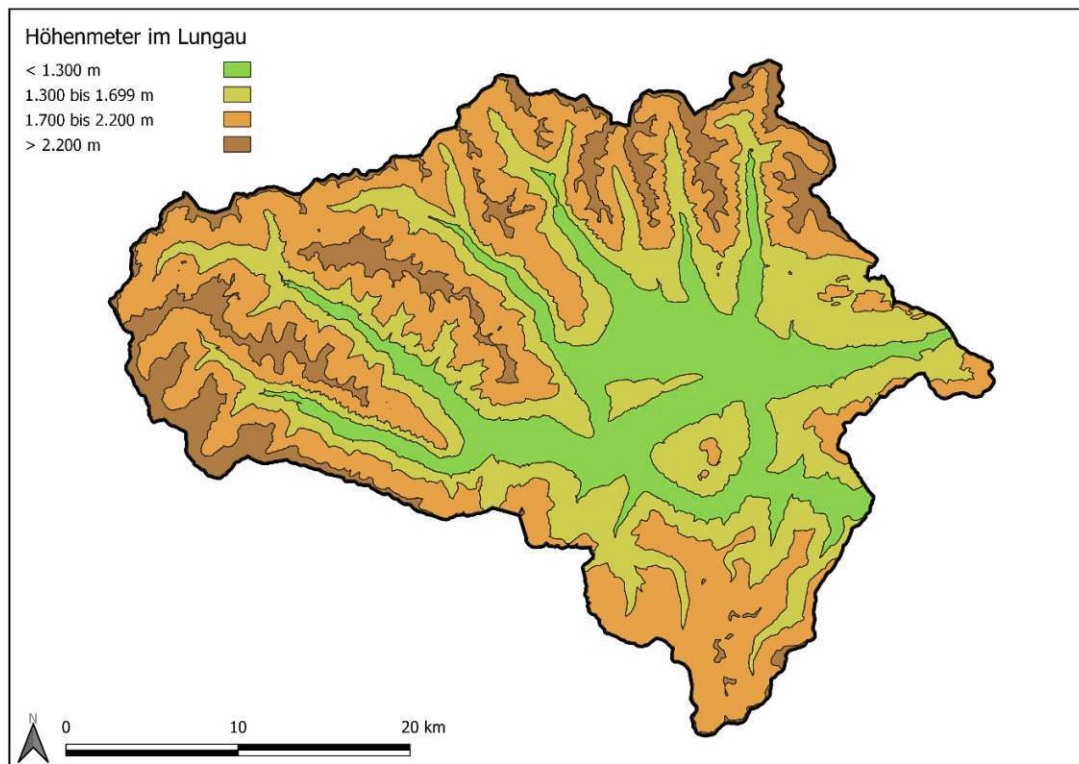 Höhenmeter im Lungau
< 1.300 m
1.300 bis 1.699 m
1.700 bis 2.200 m
> 2.200 m
N
0 10 20 km